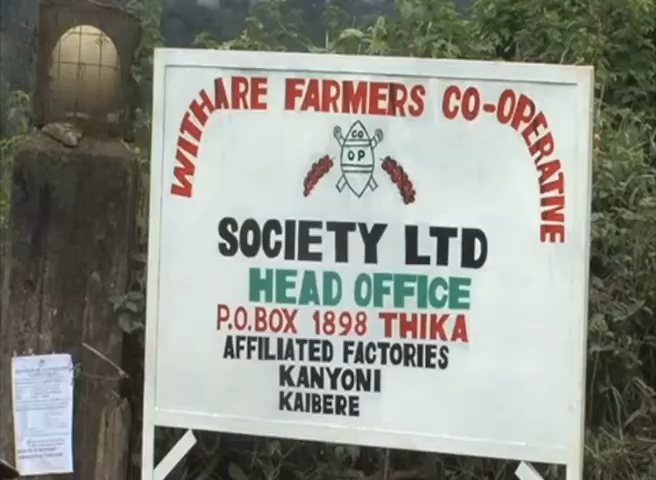 WITHARE FARMERS CO-OPERATIVE
CO
OP
SOCIETY LTD
HEAD OFFICE
P.O.BOX 1898 THIKA
AFFILIATED FACTORIES
KANYONI
KAIBERE